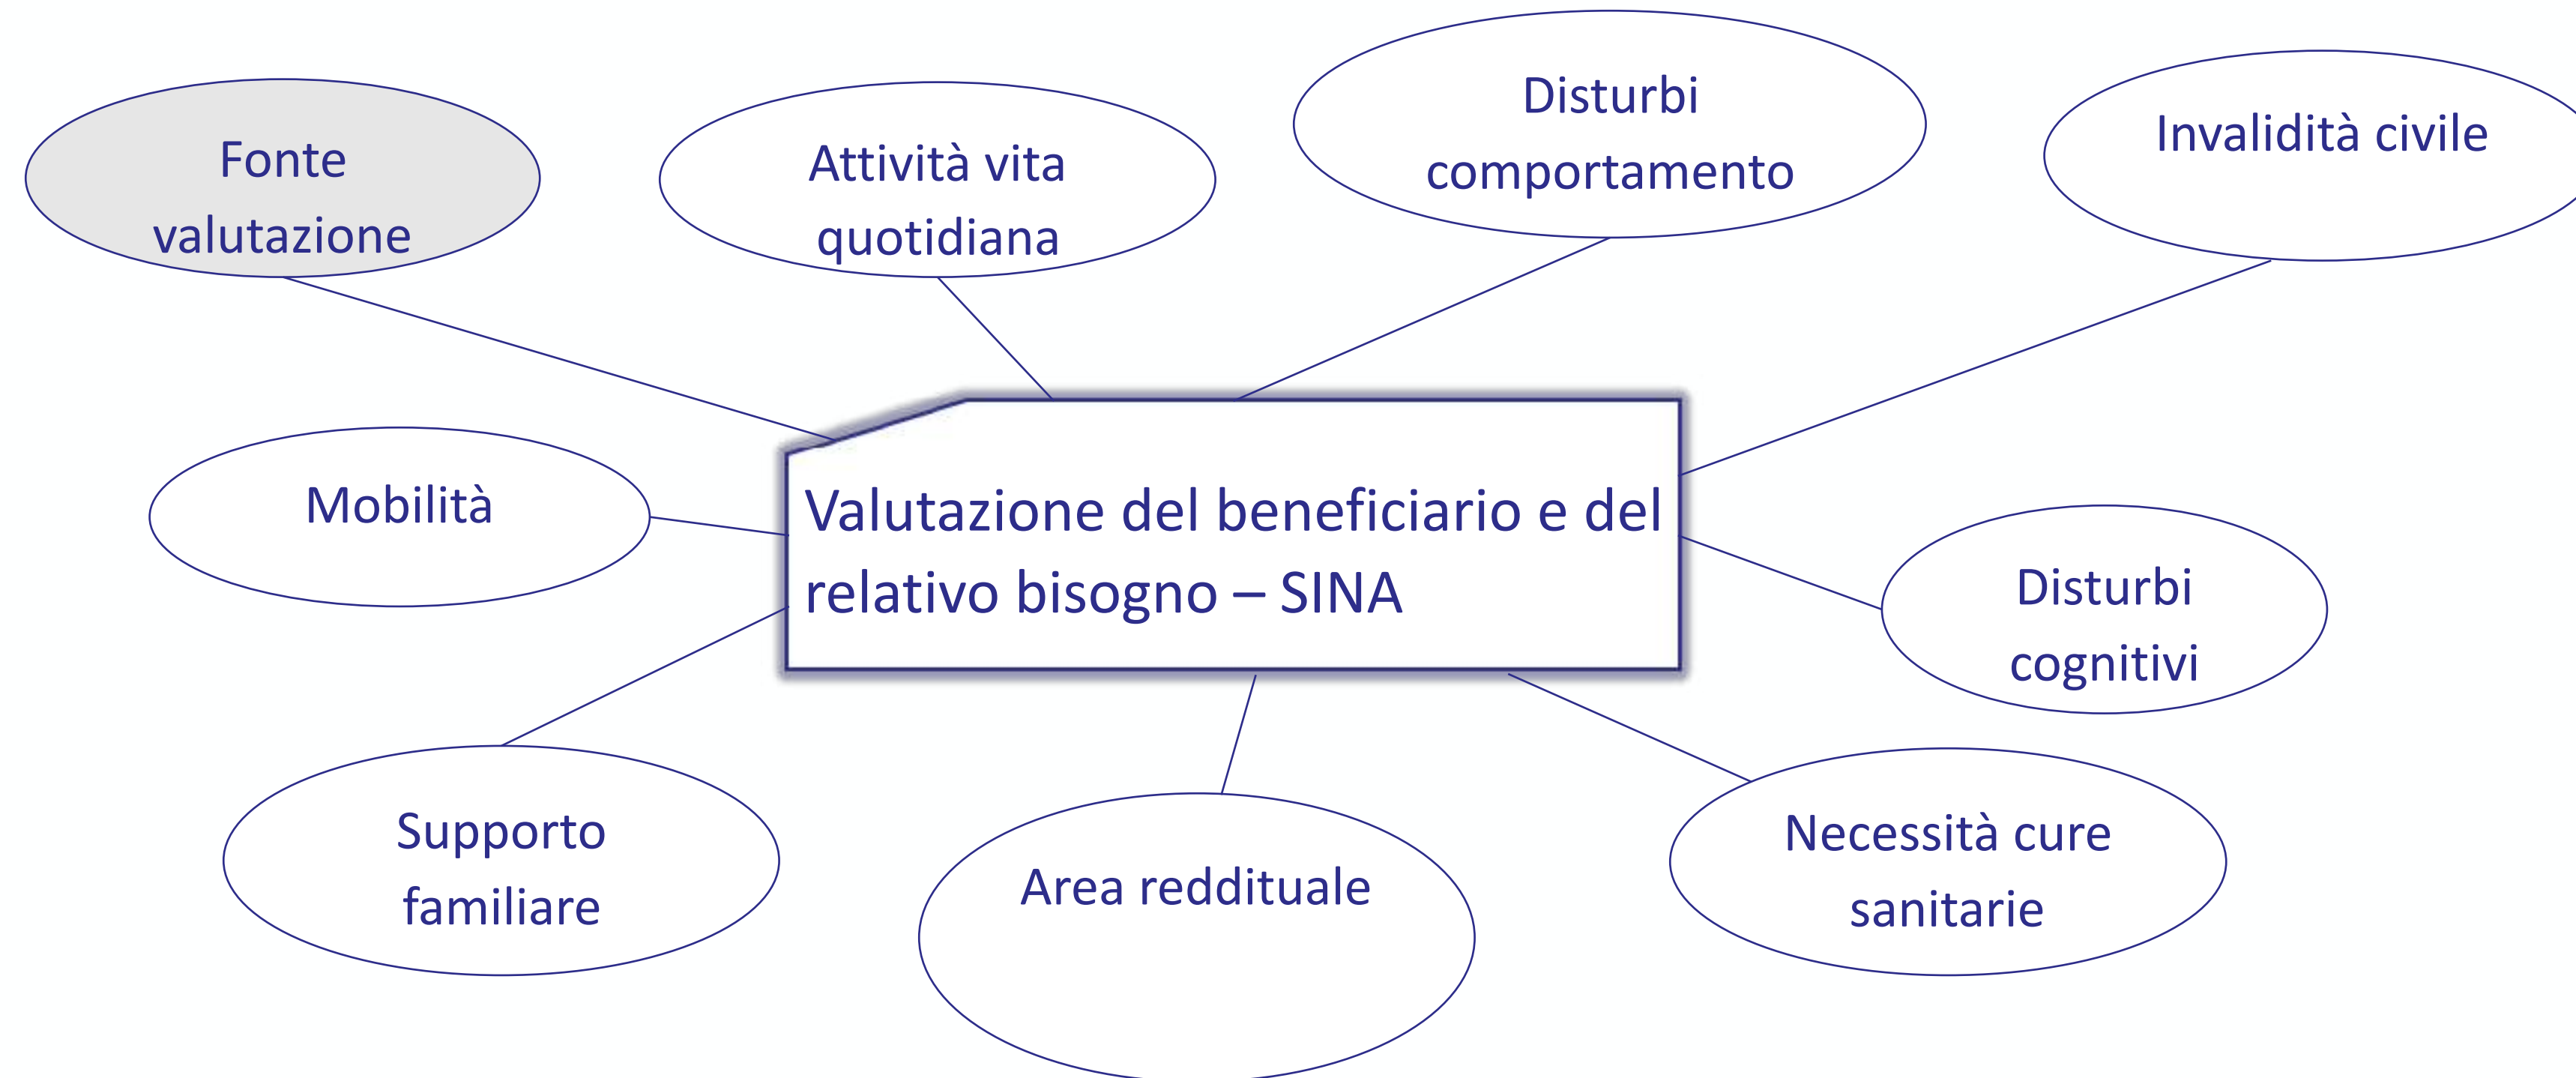 Fonte
valutazione
Attività vita
quotidiana
Disturbi
comportamento
Invalidità civile
Mobilità
Valutazione del beneficiario e del
relativo bisogno – SINA
Disturbi
cognitivi
Supporto
familiare
Area reddituale
Necessità cure
sanitarie